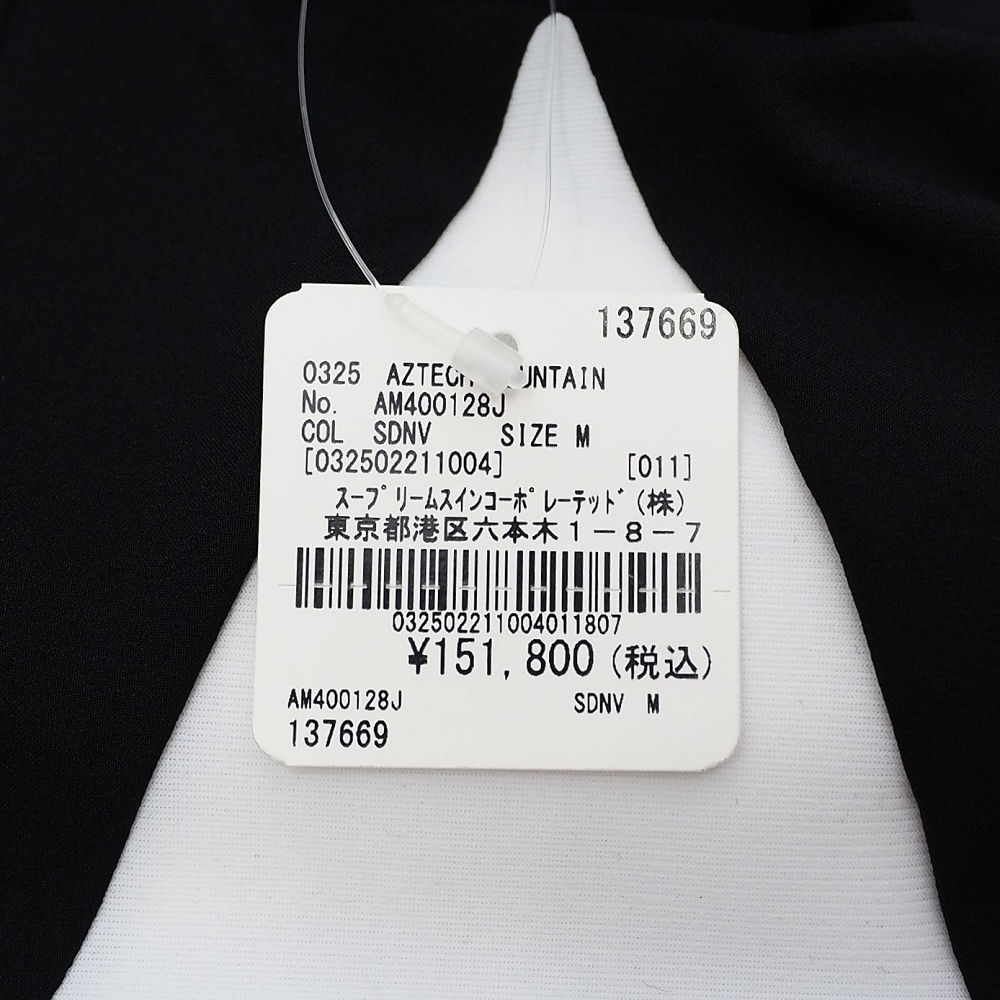 137669
0325 AZTECH MOUNTAIN
No. AM400128J
COL SDNV SIZE M
[032502211004] [011]
ｽｰﾌﾟﾘｰﾑｽｲﾝｺｰﾎﾟﾚｰﾃｯﾄﾞ(株)
東京都港区六本木１－８－７
032502211004011807
¥151,800(税込)
AM400128J SDNV M
137669